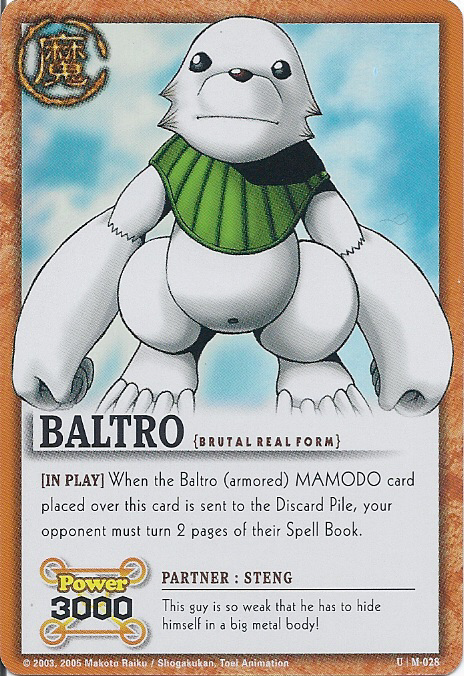 魔
BALTRO {BRUTAL REAL FORM}
[IN PLAY] When the Baltro (armored) MAMODO card
placed over this card is sent to the Discard Pile, your
opponent must turn 2 pages of their Spell Book.
Power
3000
PARTNER : STENG
This guy is so weak that he has to hide
himself in a big metal body!
© 2003, 2005 Makoto Raiku / Shogakukan, Toei Animation
U | M-028